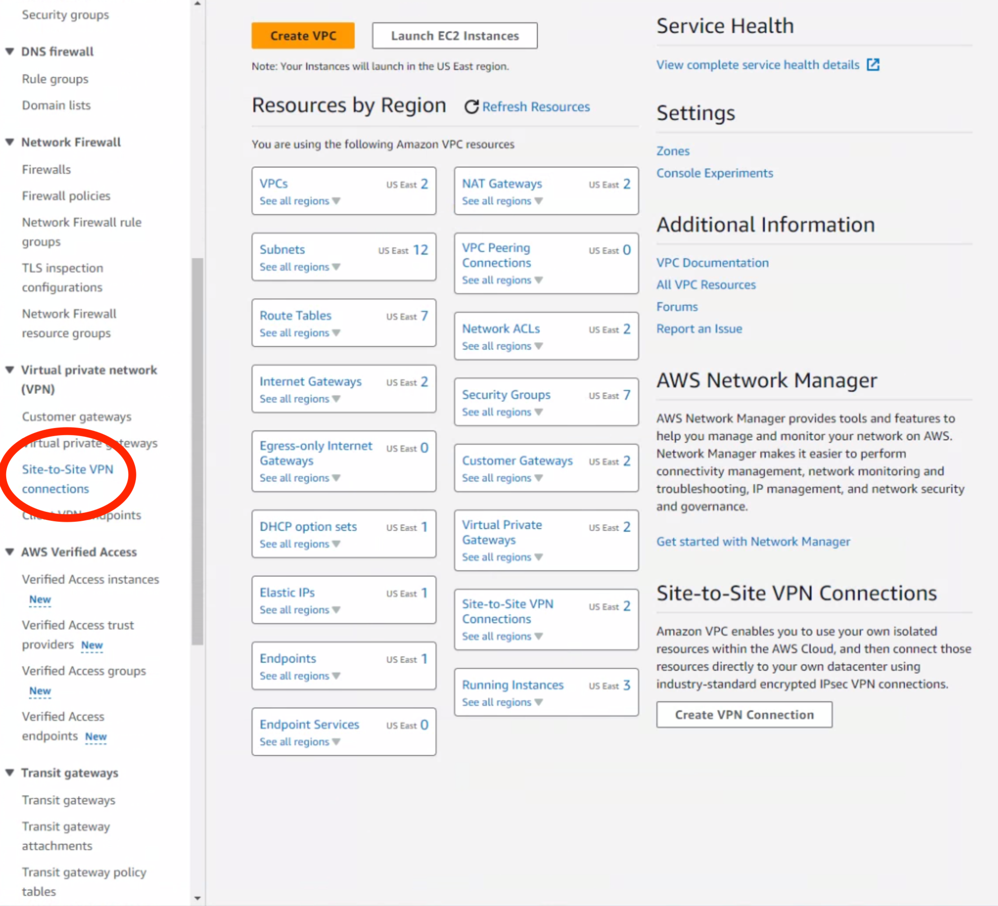 Security groups
DNS firewall
Rule groups
Domain lists
Network Firewall
Firewalls
Firewall policies
Network Firewall rule
groups
TLS inspection
configurations
Network Firewall
resource groups
Virtual private network
(VPN)
Customer gateways
Virtual private gateways
Site-to-Site VPN
connections
Client VPN endpoints
AWS Verified Access
Verified Access instances
New
Verified Access trust
providers New
Verified Access groups
New
Verified Access
endpoints New
Transit gateways
Transit gateways
Transit gateway
attachments
Transit gateway policy
tables
Create VPC
Launch EC2 Instances
Note: Your Instances will launch in the US East region.
Resources by Region
Refresh Resources
You are using the following Amazon VPC resources
VPCs US East 2
See all regions
Subnets US East 12
See all regions
Route Tables US East 7
See all regions
Internet Gateways US East 2
See all regions
Egress-only Internet US East 0
Gateways
See all regions
DHCP option sets US East 1
See all regions
Elastic IPs US East 1
See all regions
Endpoints US East 1
See all regions
Endpoint Services US East 0
See all regions
NAT Gateways US East 2
See all regions
VPC Peering US East 0
Connections
See all regions
Network ACLs US East 2
See all regions
Security Groups US East 7
See all regions
Customer Gateways US East 2
See all regions
Virtual Private US East 2
Gateways
See all regions
Site-to-Site VPN US East 2
Connections
See all regions
Running Instances US East 3
See all regions
Service Health
View complete service health details
Settings
Zones
Console Experiments
Additional Information
VPC Documentation
All VPC Resources
Forums
Report an Issue
AWS Network Manager
AWS Network Manager provides tools and features to
help you manage and monitor your network on AWS.
Network Manager makes it easier to perform
connectivity management, network monitoring and
troubleshooting, IP management, and network security
and governance.
Get started with Network Manager
Site-to-Site VPN Connections
Amazon VPC enables you to use your own isolated
resources within the AWS Cloud, and then connect those
resources directly to your own datacenter using
industry-standard encrypted IPsec VPN connections.
Create VPN Connection